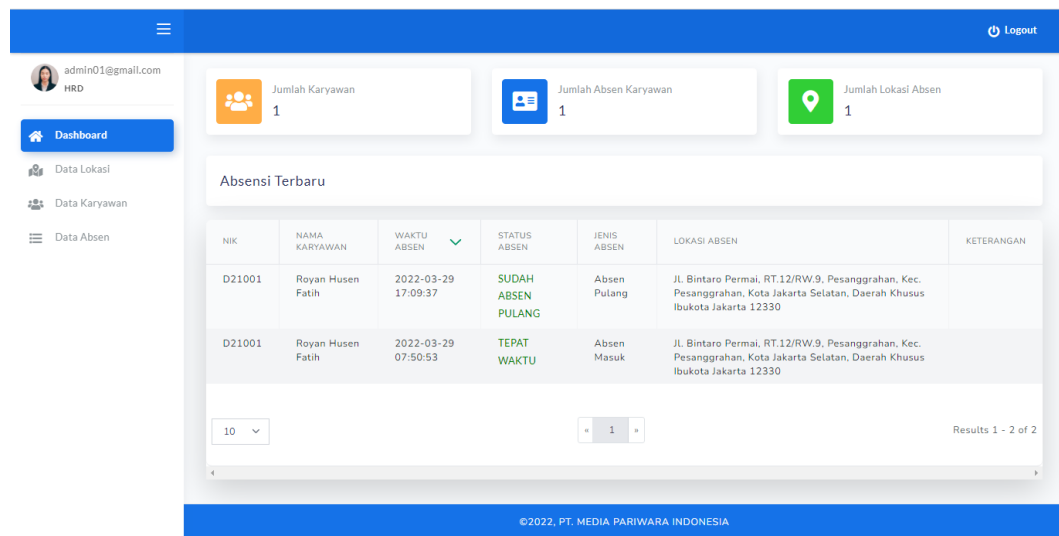 Logout
admin01@gmail.com
HRD
Dashboard
Data Lokasi
Data Karyawan
Data Absen
Jumlah Karyawan
1
Jumlah Absen Karyawan
1
Jumlah Lokasi Absen
1
Absensi Terbaru
NIK
NAMA
KARYAWAN
WAKTU
ABSEN
STATUS
ABSEN
JENIS
ABSEN
LOKASI ABSEN
KETERANGAN
D21001
Royan Husen
Fatih
2022-03-29
17:09:37
SUDAH
ABSEN
PULANG
Absen
Pulang
Jl. Bintaro Permai, RT.12/RW.9, Pesanggrahan, Kec.
Pesanggrahan, Kota Jakarta Selatan, Daerah Khusus
Ibukota Jakarta 12330
D21001
Royan Husen
Fatih
2022-03-29
07:50:53
TEPAT
WAKTU
Absen
Masuk
Jl. Bintaro Permai, RT.12/RW.9, Pesanggrahan, Kec.
Pesanggrahan, Kota Jakarta Selatan, Daerah Khusus
Ibukota Jakarta 12330
10
« 1 »
Results 1 - 2 of 2
©2022, PT. MEDIA PARIWARA INDONESIA